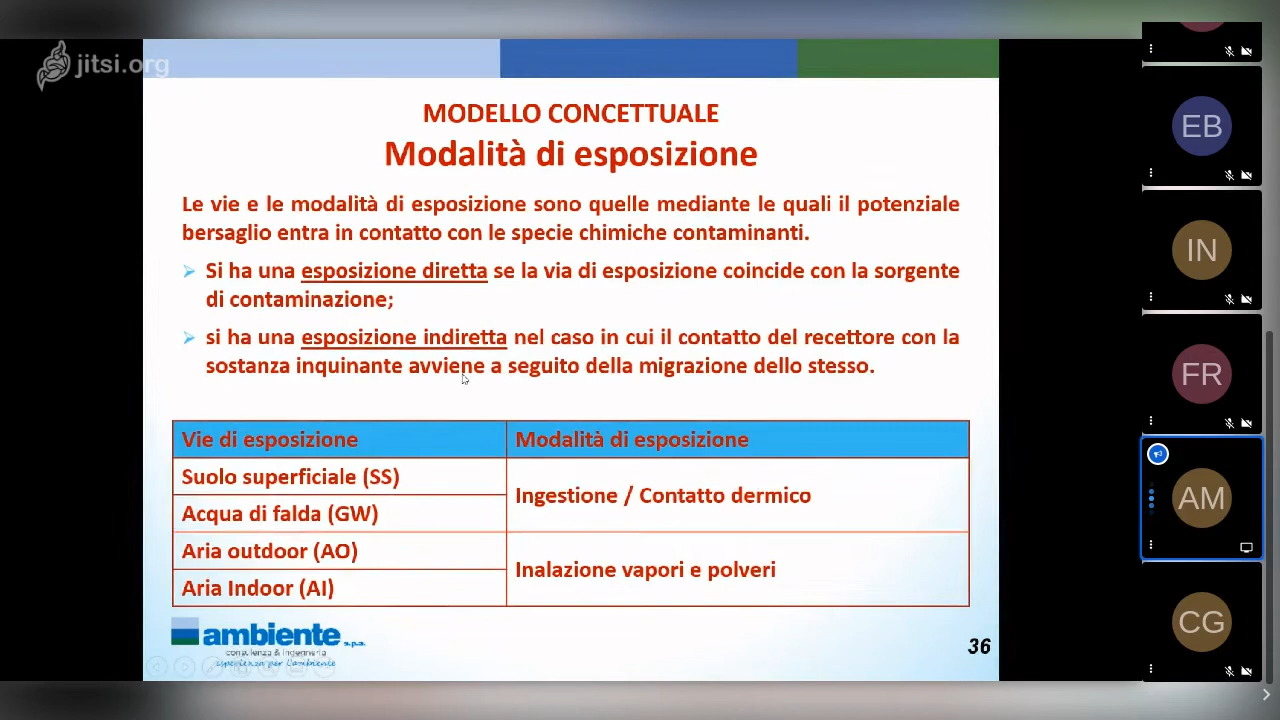 jitsi.org
MODELLO CONCETTUALE
Modalità di esposizione
Le vie e le modalità di esposizione sono quelle mediante le quali il potenziale
bersaglio entra in contatto con le specie chimiche contaminanti.
Si ha una esposizione diretta se la via di esposizione coincide con la sorgente
di contaminazione;
si ha una esposizione indiretta nel caso in cui il contatto del recettore con la
sostanza inquinante avviene a seguito della migrazione dello stesso.
Vie di esposizione
Modalità di esposizione
Suolo superficiale (SS)
Acqua di falda (GW)
Ingestione / Contatto dermico
Aria outdoor (AO)
Aria Indoor (AI)
Inalazione vapori e polveri
ambiente s.p.a.
consulenza & ingegneria
esperienza per l'ambiente
36
EB
IN
FR
AM
CG